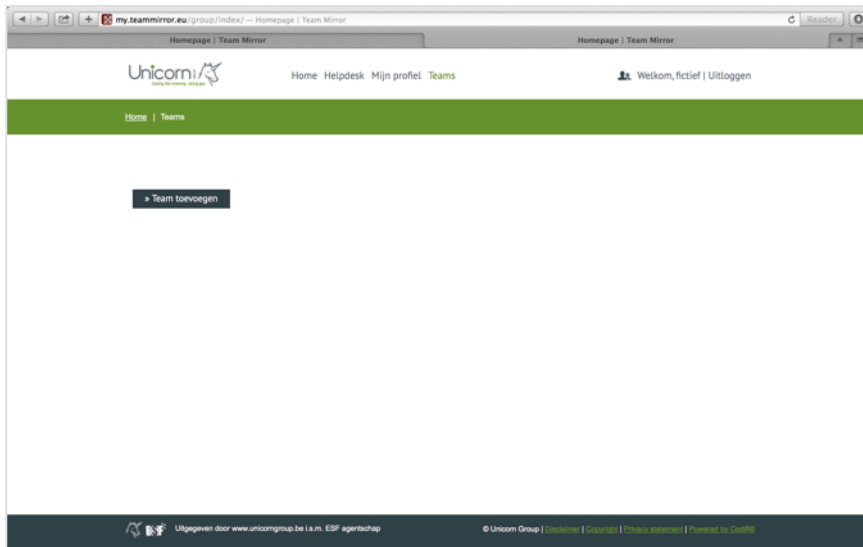 my.teammirror.eu/group/index/ — Homepage | Team Mirror
Reader
Homepage | Team Mirror
Homepage | Team Mirror
Unicorn
Home Helpdesk Mijn profiel Teams
Welkom, fictief | Uitloggen
Home | Teams
» Team toevoegen
ESF
Uitgegeven door www.unicorngroup.be i.s.m. ESF agentschap
© Unicorn Group | Disclaimer | Copyright | Privacy statement | Powered by